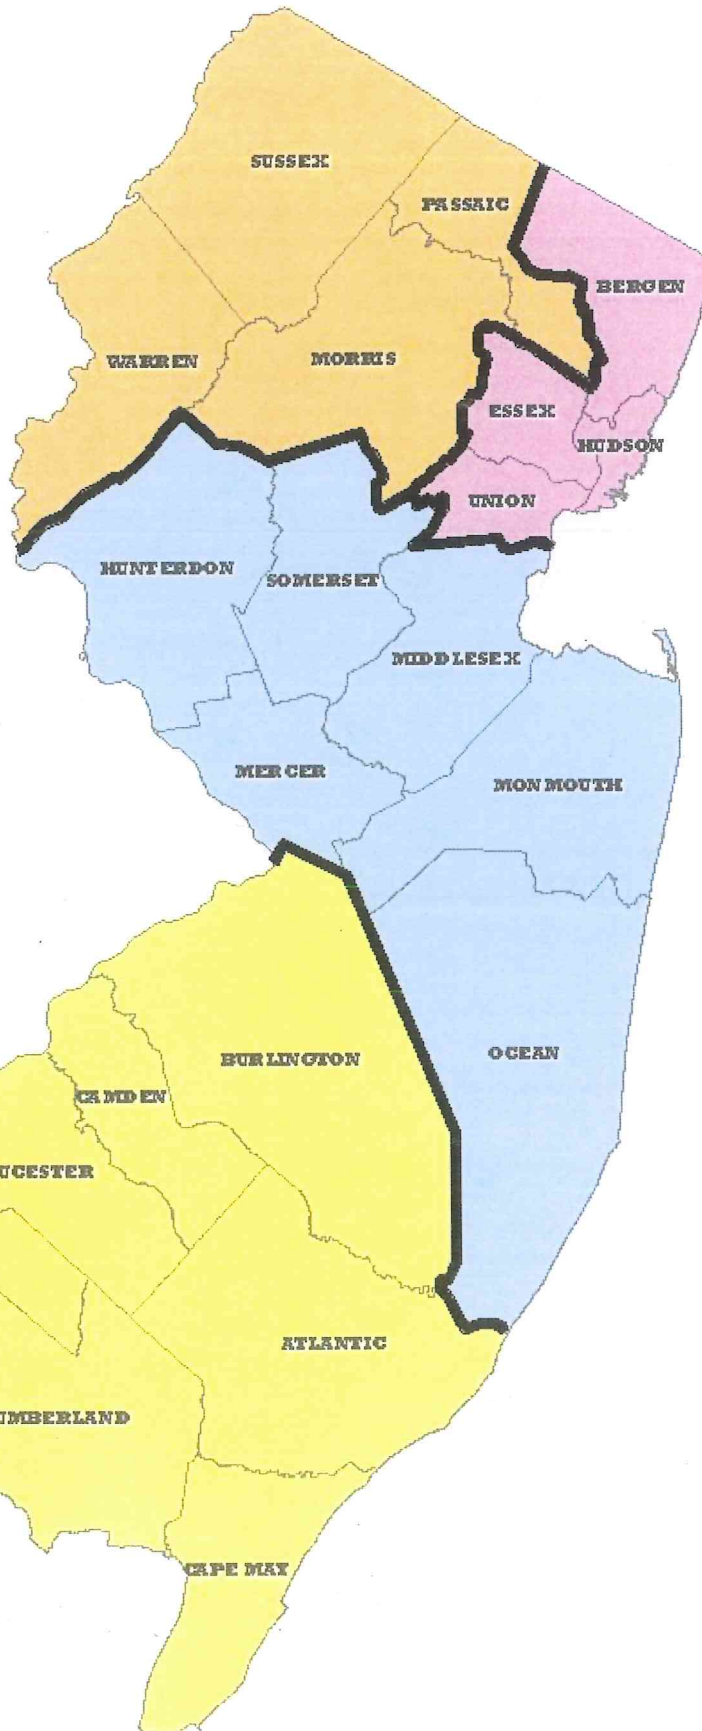 SUSSEX
PASSAIC
BERGEN
WARREN
MORRIS
ESSEX
HUDSON
UNION
HUNTERDON
SOMERSET
MIDDLESEX
MERCER
MONMOUTH
OCEAN
BURLINGTON
CAMDEN
UCESTER
ATLANTIC
UMBERLAND
CAPE MAY